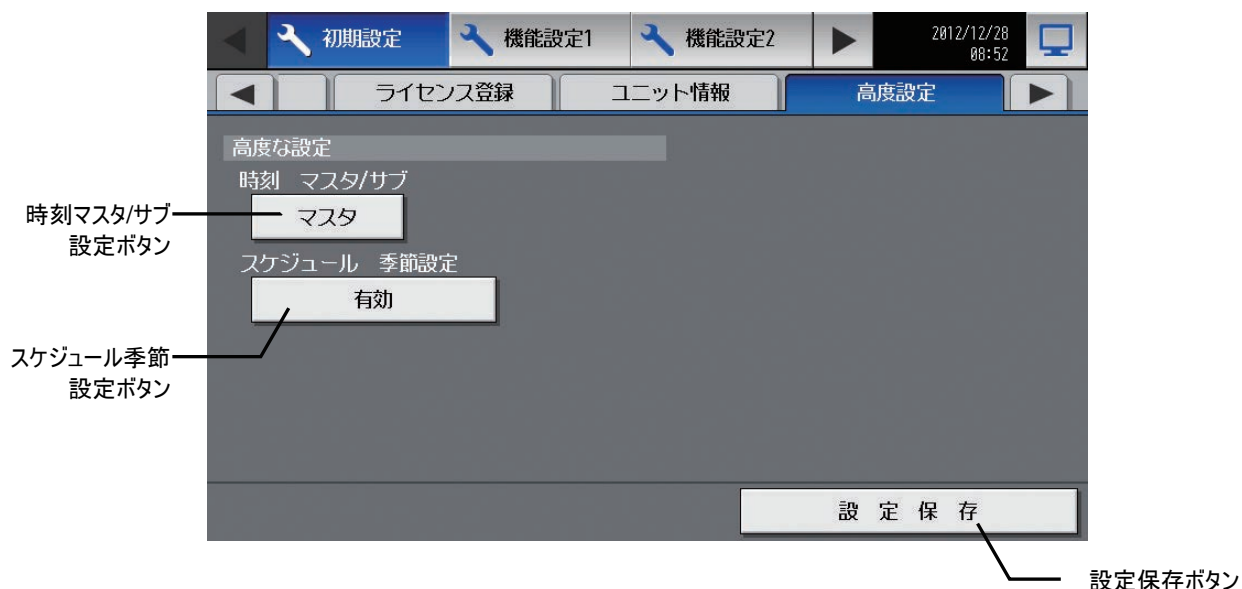 初期設定 機能設定1 機能設定2 2012/12/28
08:52
ライセンス登録 ユニット情報 高度設定
高度な設定
時刻 マスタ/サブ
マスタ
時刻マスタ/サブ
設定ボタン
スケジュール 季節設定
有効
スケジュール季節
設定ボタン
設 定 保 存
設定保存ボタン